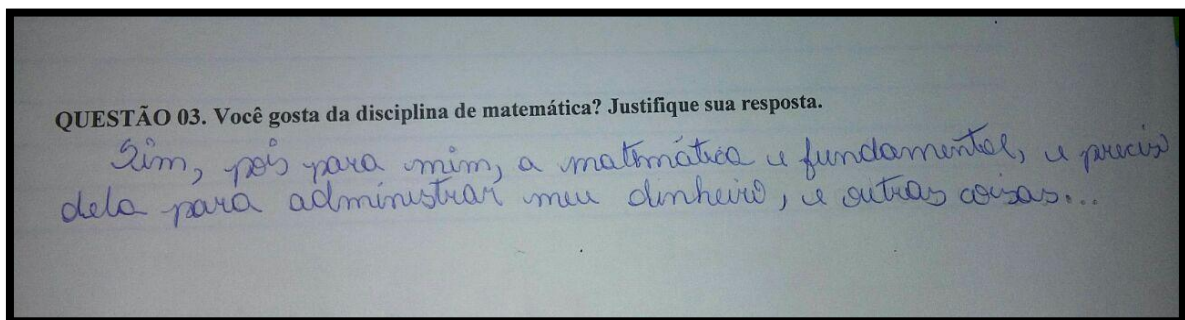 QUESTÃO 03. Você gosta da disciplina de matemática? Justifique sua resposta.
Sim, pois para mim, a matemática e fundamental, e preciso
dela para administrar meu dinheiro, e outras coisas...